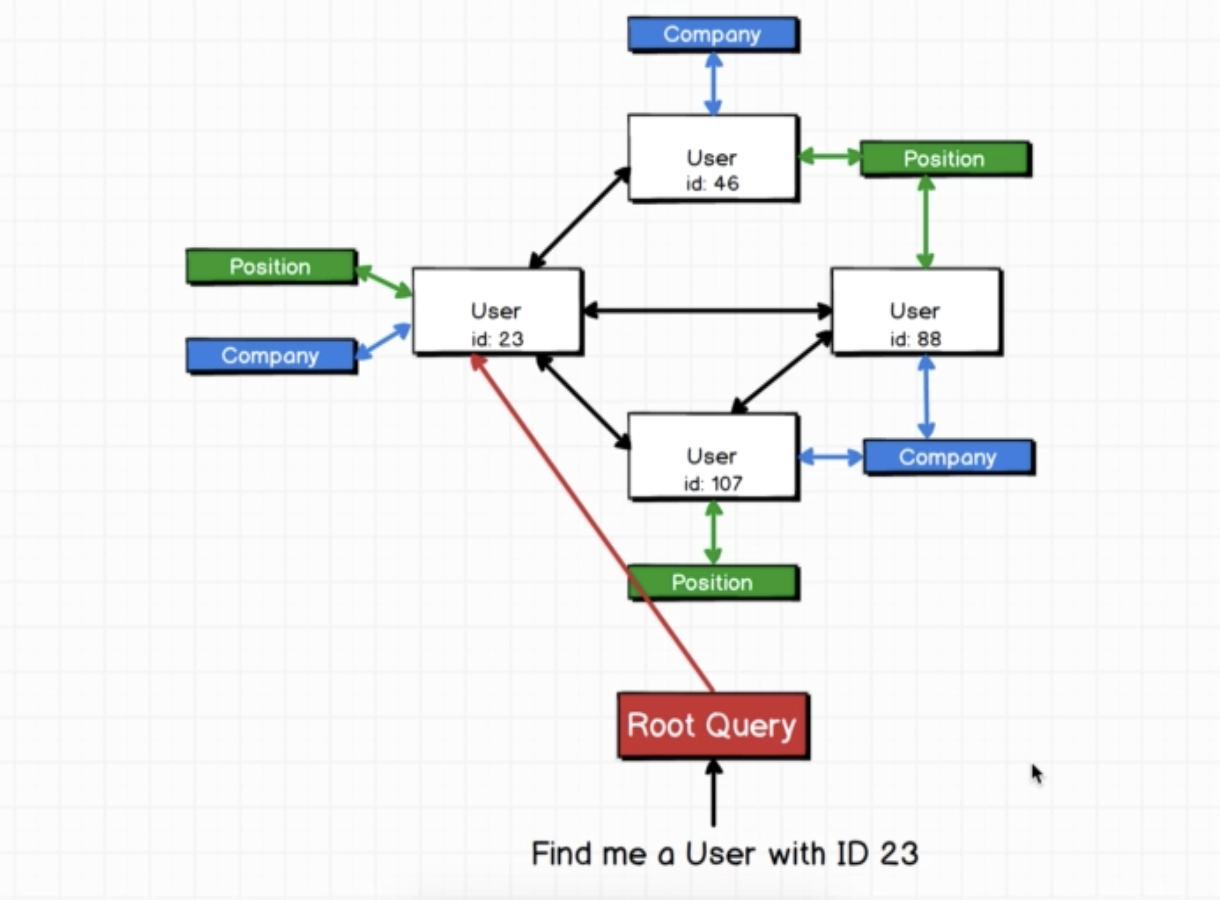 Company
User
id: 46
Position
Position
User
id: 23
User
id: 88
Company
User
id: 107
Company
Position
Root Query
Find me a User with ID 23